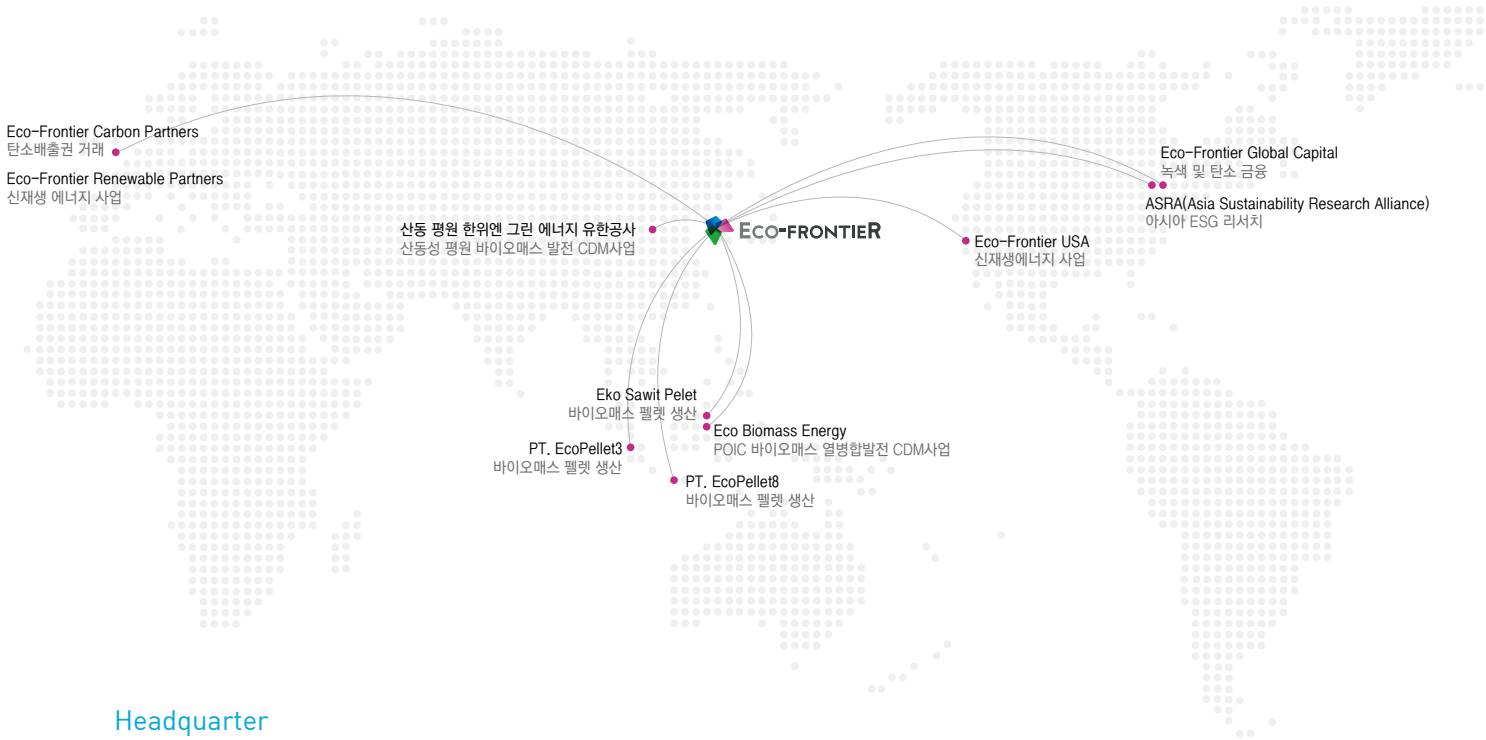 Eco-Frontier Carbon Partners
탄소배출권 거래
Eco-Frontier Renewable Partners
신재생 에너지 사업
산동 평원 한위엔 그린 에너지 유한공사
산동성 평원 바이오매스 발전 CDM사업
ECO-FRONTIER
Eco-Frontier Global Capital
녹색 및 탄소 금융
ASRA(Asia Sustainability Research Alliance)
아시아 ESG 리서치
Eco-Frontier USA
신재생에너지 사업
Eko Sawit Pelet
바이오매스 펠렛 생산
Eco Biomass Energy
POIC 바이오매스 열병합발전 CDM사업
PT. EcoPellet3
바이오매스 펠렛 생산
PT. EcoPellet8
바이오매스 펠렛 생산
Headquarter